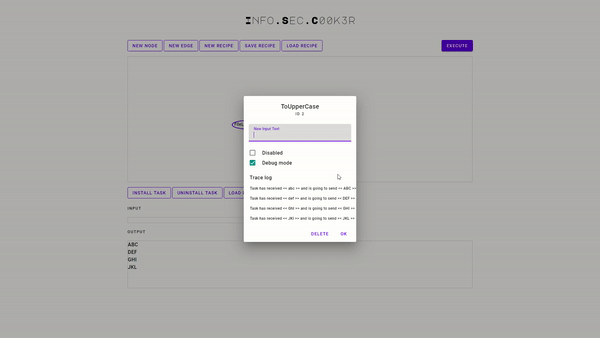 INFO.SEC.C00K3R
NEW NODE NEW EDGE NEW RECIPE SAVE RECIPE LOAD RECIPE EXECUTE
ToUpperCase
ID 2
New Input Text
Disabled
Debug mode
Trace log
Task has received >> abc << and is going to send >> ABC <<
Task has received >> def << and is going to send >> DEF <<
Task has received >> ghi << and is going to send >> GHI <<
Task has received >> jkl << and is going to send >> JKL <<
DELETE OK
INSTALL TASK UNINSTALL TASK LOAD
INPUT
OUTPUT
ABC
DEF
GHI
JKL